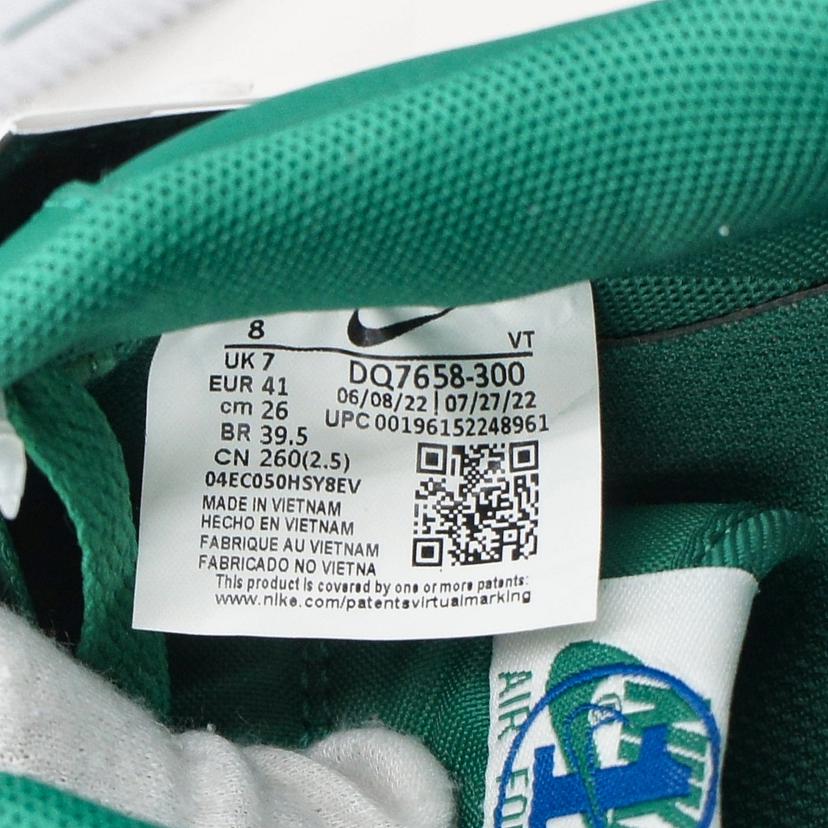 8 VT
UK 7
EUR 41
cm 26
BR 39.5
CN 260(2.5)
04EC050HSY8EV
DQ7658-300
06/08/22 | 07/27/22
UPC 00196152248961
MADE IN VIETNAM
HECHO EN VIETNAM
FABRIQUE AU VIETNAM
FABRICADO NO VIETNA
This product is covered by one or more patents:
www.nike.com/patentsvirtualmarking
AIR